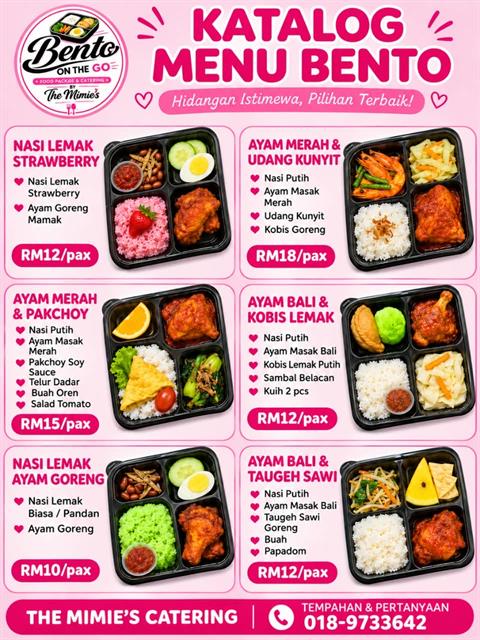 Bento
ON THE GO
FOOD PACKED & CATERING
BY
The Mimie's
KATALOG
MENU BENTO
Hidangan Istimewa, Pilihan Terbaik!
NASI LEMAK
STRAWBERRY
Nasi Lemak
Strawberry
Ayam Goreng
Mamak
RM12/pax
AYAM MERAH &
UDANG KUNYIT
Nasi Putih
Ayam Masak
Merah
Udang Kunyit
Kobis Goreng
RM18/pax
AYAM MERAH
& PAKCHOY
Nasi Putih
Ayam Masak
Merah
Pakchoy Soy
Sauce
Telur Dadar
Buah Oren
Salad Tomato
RM15/pax
AYAM BALI &
KOBIS LEMAK
Nasi Putih
Ayam Masak Bali
Kobis Lemak Putih
Sambal Belacan
Kuih 2 pcs
RM12/pax
NASI LEMAK
AYAM GORENG
Nasi Lemak
Biasa / Pandan
Ayam Goreng
RM10/pax
AYAM BALI &
TAUGEH SAWI
Nasi Putih
Ayam Masak Bali
Taugeh Sawi
Goreng
Buah
Papadom
RM12/pax
THE MIMIE'S CATERING
TEMPAHAN & PERTANYAAN
018-9733642